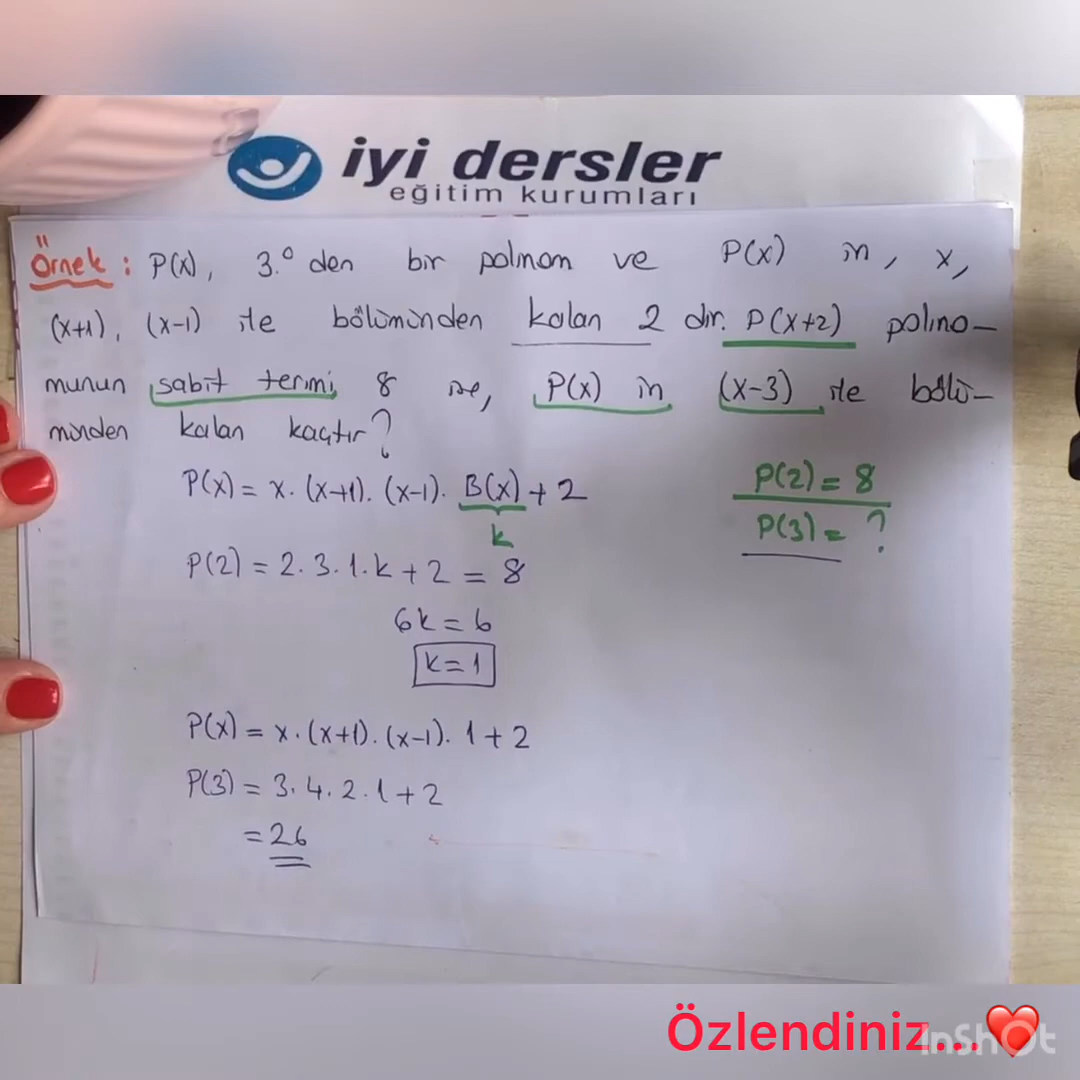 iyi dersler
eğitim kurumları
Örnek : P(x), 3.° den bir polinom ve P(x) in, x,
(x+1), (x-1) ile bölümünden kalan 2 dir. P(x+2) polino-
munun sabit terimi 8 ise, P(x) in (x-3) ile bölü-
münden kalan kaçtır?
P(x) = x. (x+1). (x-1). B(x) + 2
k
P(2) = 8
P(3) = ?
P(2) = 2.3.1.k + 2 = 8
6k = 6
k = 1
P(x) = x. (x+1). (x-1). 1 + 2
P(3) = 3.4.2.1 + 2
= 26
Özlendiniz...❤️
InShOt